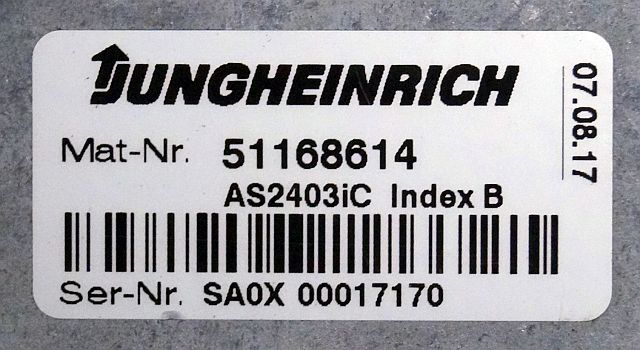 JUNGHEINRICH
Mat-Nr. 51168614
AS2403iC Index B
Ser-Nr. SA0X 00017170
07.08.17